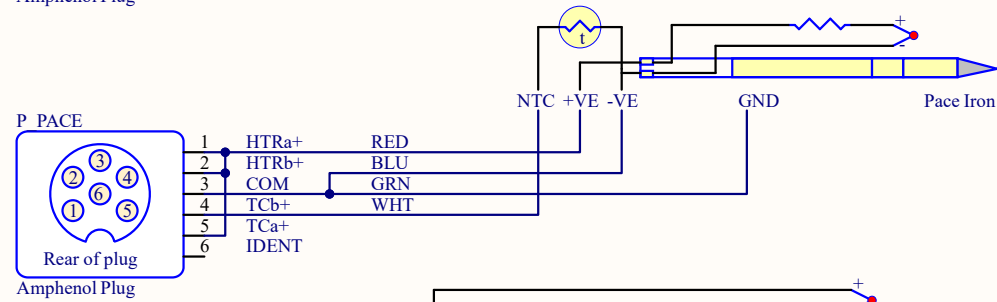 Amphenol Plug
t
+
-
NTC +VE -VE GND Pace Iron
P_PACE
1 HTRa+ RED
2 HTRb+ BLU
3 COM GRN
4 TCb+ WHT
5 TCa+
6 IDENT
3
2 4
6
1 5
Rear of plug
Amphenol Plug
+